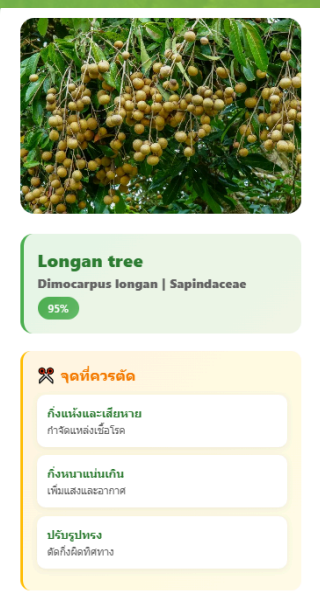 Longan tree
Dimocarpus longan | Sapindaceae
95%
จุดที่ควรตัด
กิ่งแห้งและเสียหาย
กำจัดแหล่งเชื้อโรค
กิ่งหนาแน่นเกิน
เพิ่มแสงและอากาศ
ปรับรูปทรง
ตัดกิ่งผิดทิศทาง